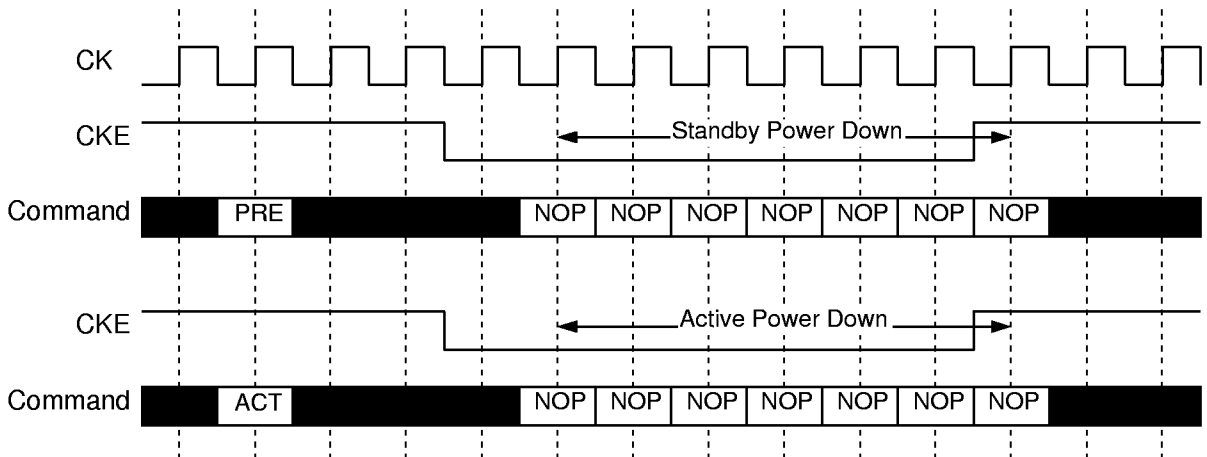 CK
CKE Standby Power Down
Command PRE NOP NOP NOP NOP NOP NOP NOP
CKE Active Power Down
Command ACT NOP NOP NOP NOP NOP NOP NOP